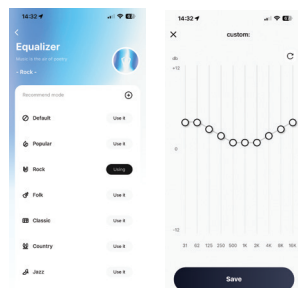 14:32
Equalizer
Music is the art of poetry
- Rock -
Recommend mode
Default
Use it
Popular
Use it
Rock
Using
Folk
Use it
Classic
Use it
Country
Use it
Jazz
Use it
14:32
custom:
db
+12
0
-12
31 62 125 250 500 1K 2K 4K 8K 16K
Save